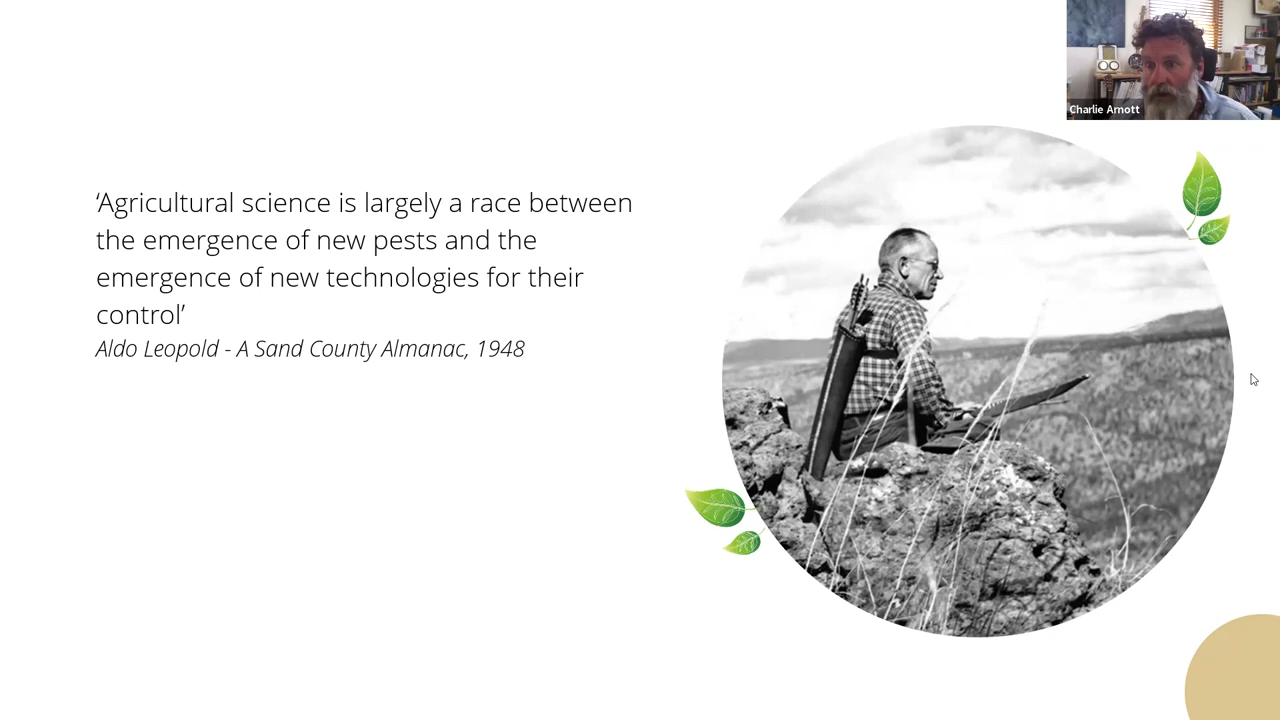 Charlie Arnott
‘Agricultural science is largely a race between
the emergence of new pests and the
emergence of new technologies for their
control’
Aldo Leopold - A Sand County Almanac, 1948